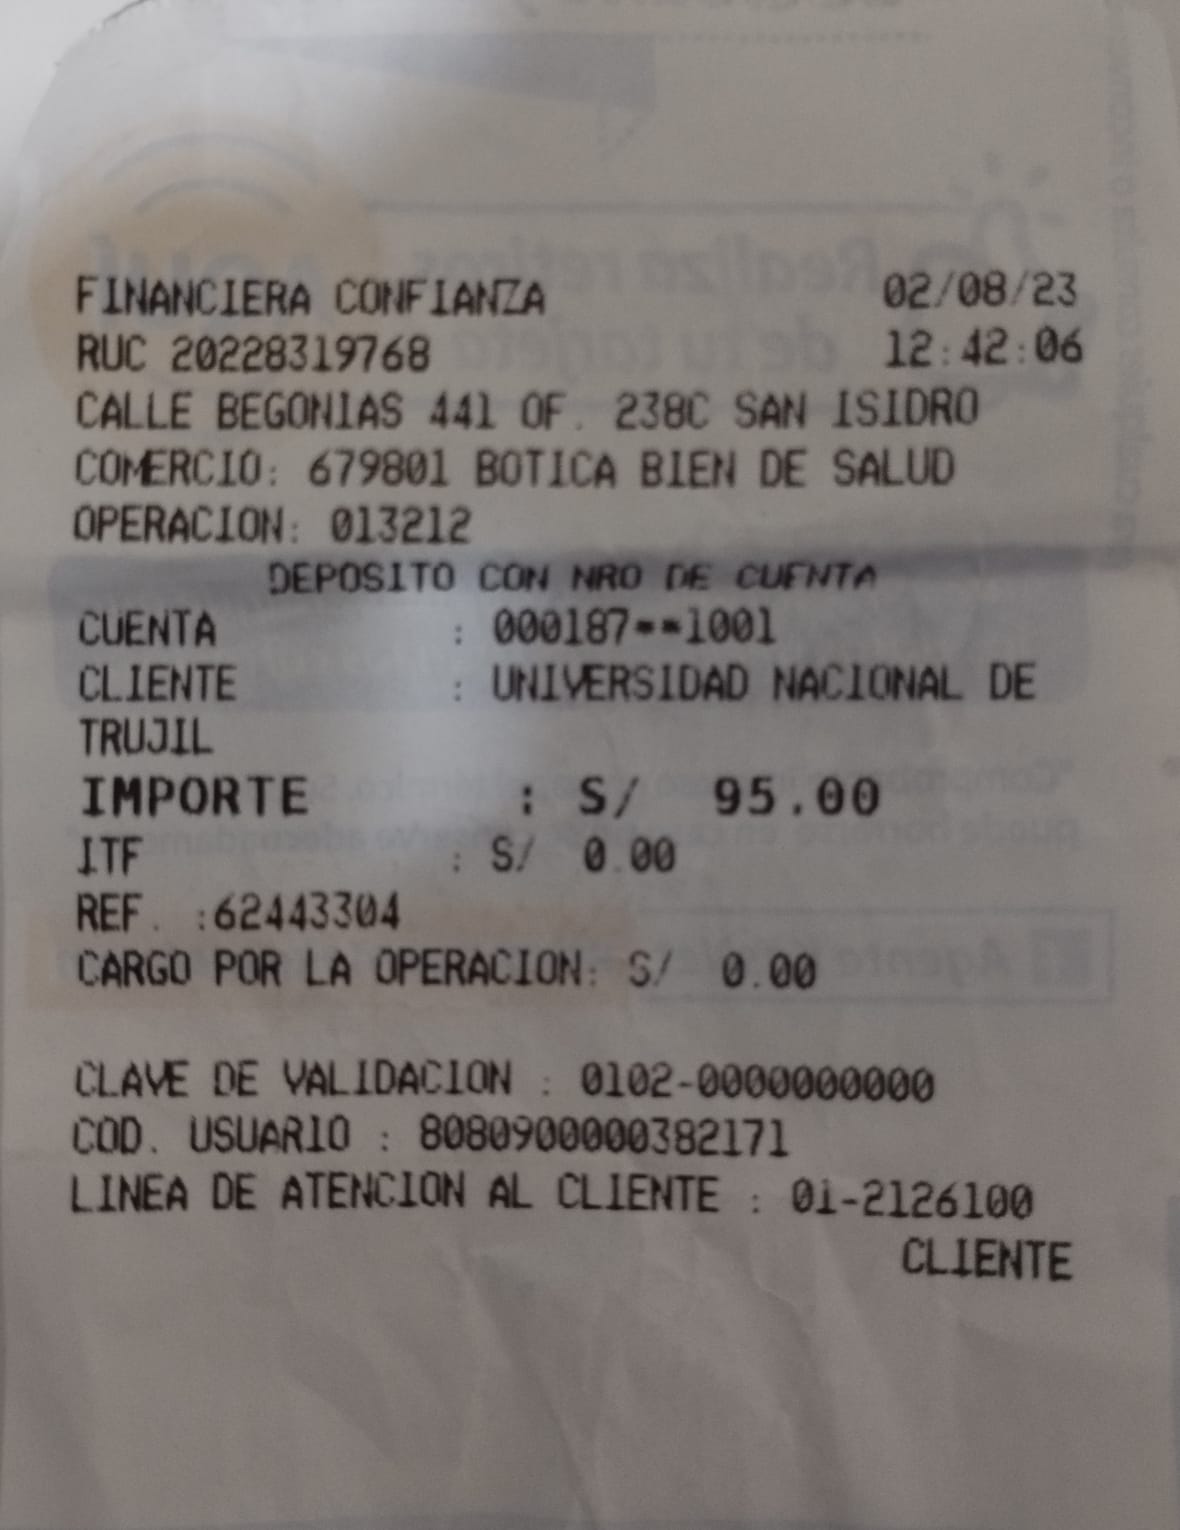 FINANCIERA CONFIANZA 02/08/23
RUC 20228319768 12:42:06
CALLE BEGONIAS 441 OF. 238C SAN ISIDRO
COMERCIO: 679801 BOTICA BIEN DE SALUD
OPERACION: 013212
DEPOSITO CON NRO DE CUENTA
CUENTA : 000187**1001
CLIENTE : UNIVERSIDAD NACIONAL DE
TRUJIL
IMPORTE : S/ 95.00
ITF : S/ 0.00
REF. :62443304
CARGO POR LA OPERACION: S/ 0.00
CLAVE DE VALIDACION : 0102-0000000000
COD. USUARIO : 8080900000382171
LINEA DE ATENCION AL CLIENTE : 01-2126100
CLIENTE